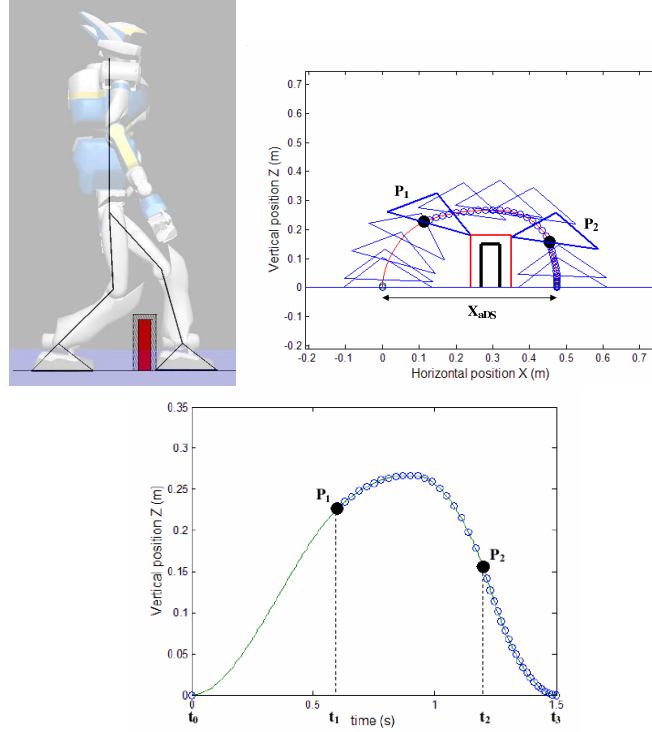 0.7
0.6
0.5
0.4
0.3
0.2
0.1
0
-0.1
-0.2
Vertical position Z (m)
P1
P2
XaDS
-0.2 -0.1 0 0.1 0.2 0.3 0.4 0.5 0.6 0.7
Horizontal position X (m)
0.35
0.3
0.25
0.2
0.15
0.1
0.05
0
Vertical position Z (m)
P1
P2
0 0.5 1 1.5
t0 t1 time (s) t2 t3